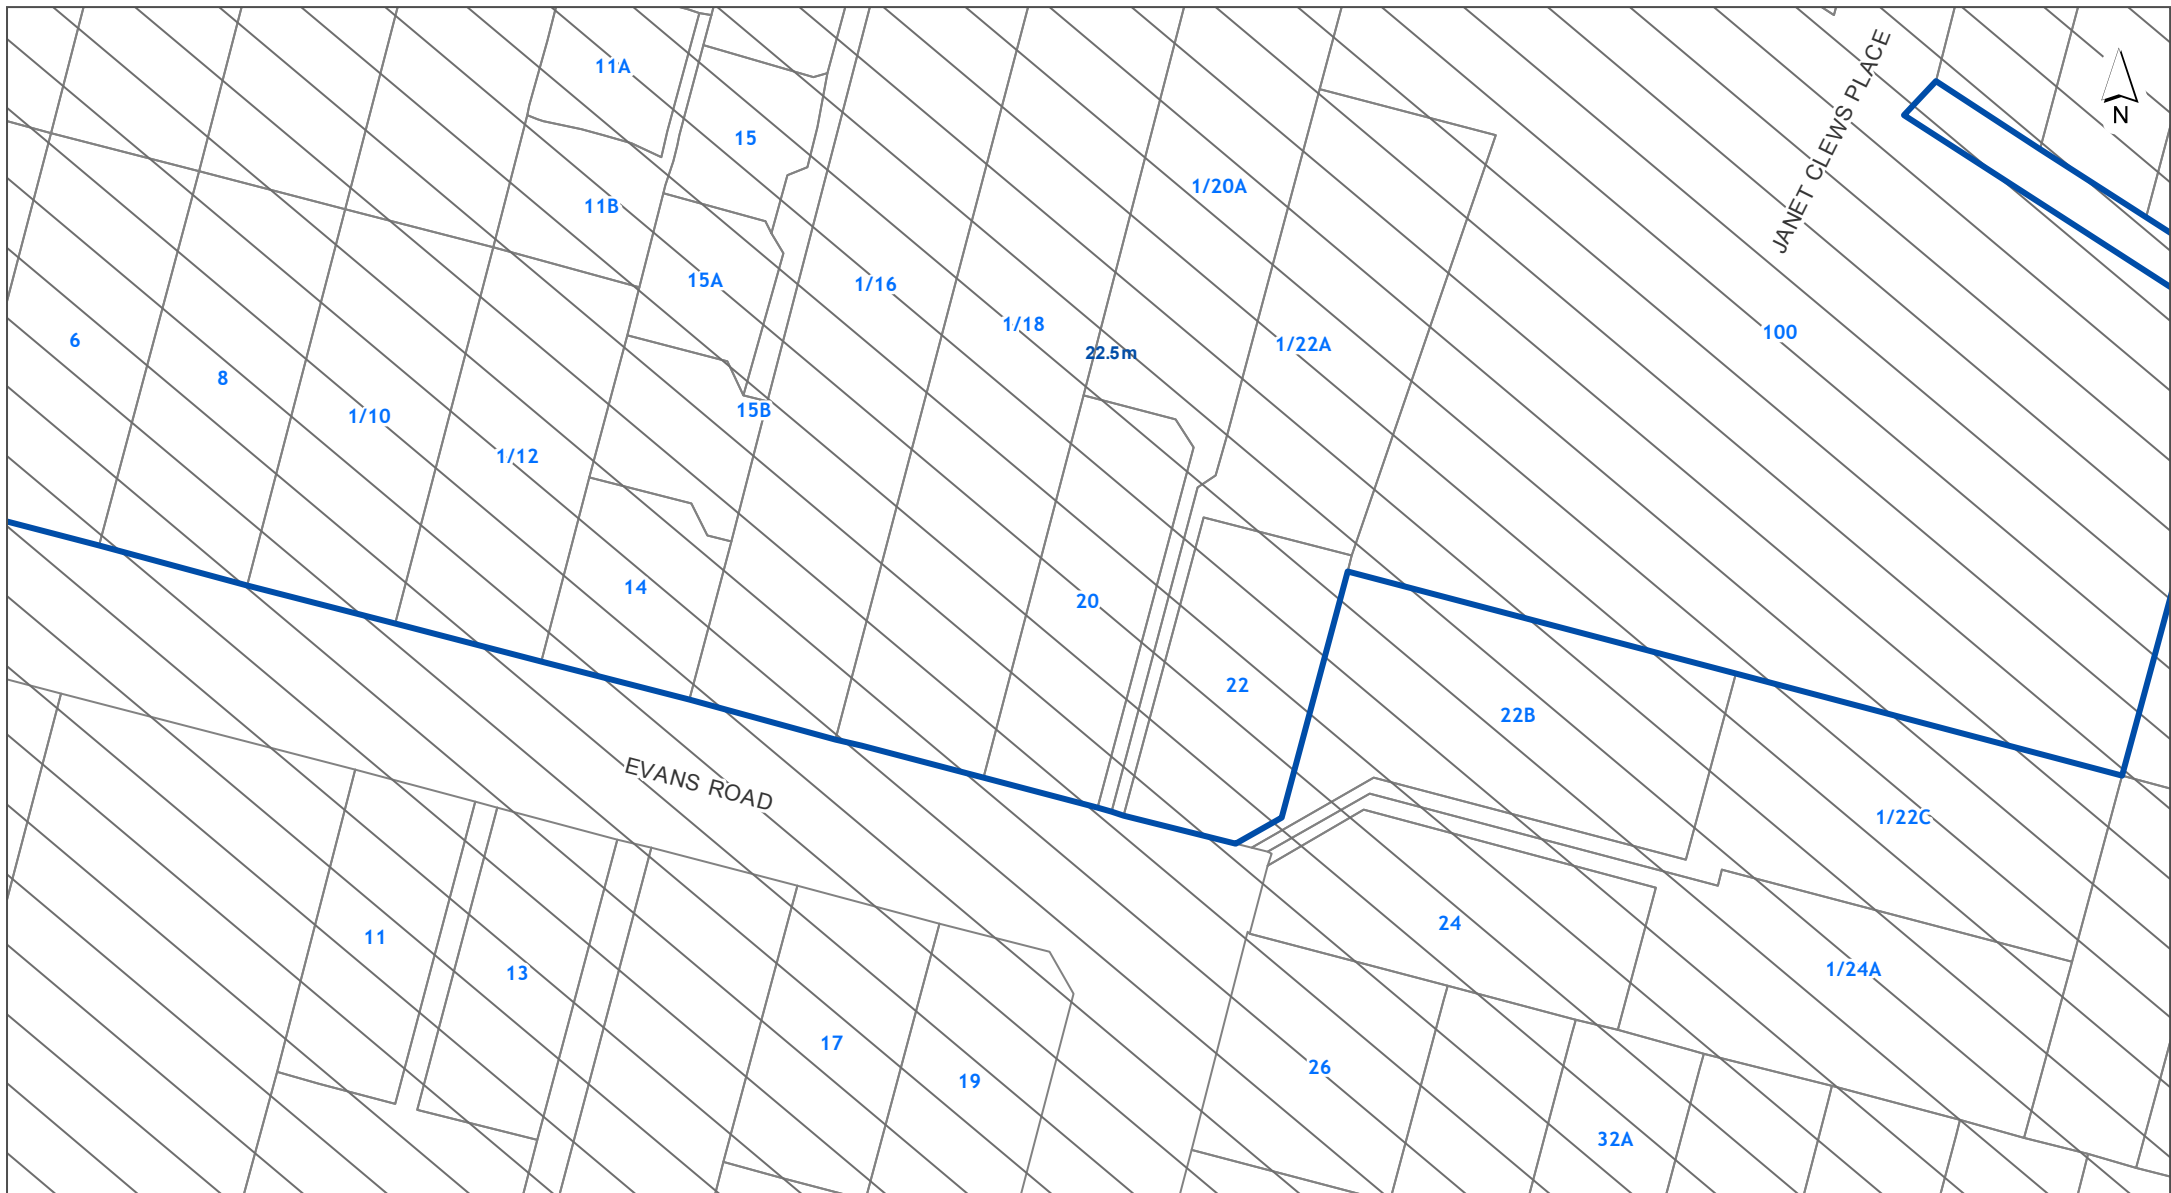 11A
JANET CLEWS PLACE
N
15
1/20A
11B
15A
1/16
1/18
100
6
22.5m
1/22A
8
1/10
15B
1/12
14
20
22
22B
EVANS ROAD
1/22C
11
24
13
1/24A
17
26
19
32A